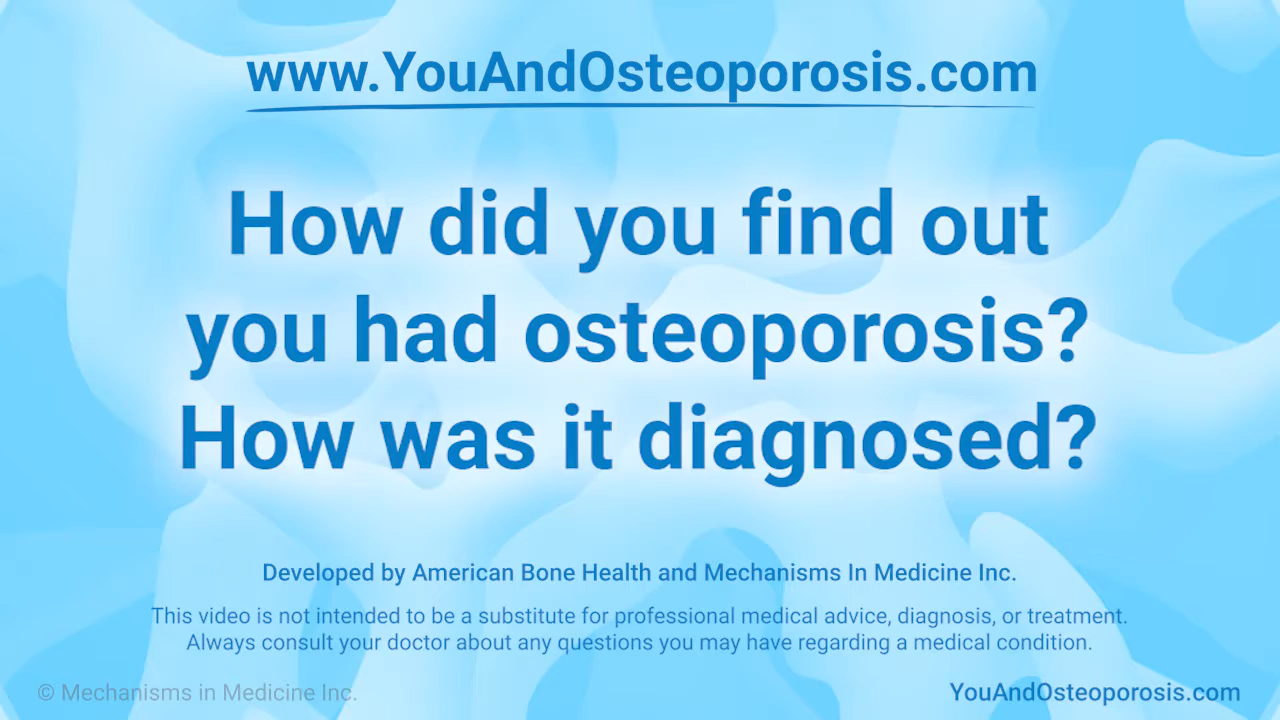 www.YouAndOsteoporosis.com
How did you find out
you had osteoporosis?
How was it diagnosed?
Developed by American Bone Health and Mechanisms In Medicine Inc.
This video is not intended to be a substitute for professional medical advice, diagnosis, or treatment.
Always consult your doctor about any questions you may have regarding a medical condition.
© Mechanisms in Medicine Inc.
YouAndOsteoporosis.com